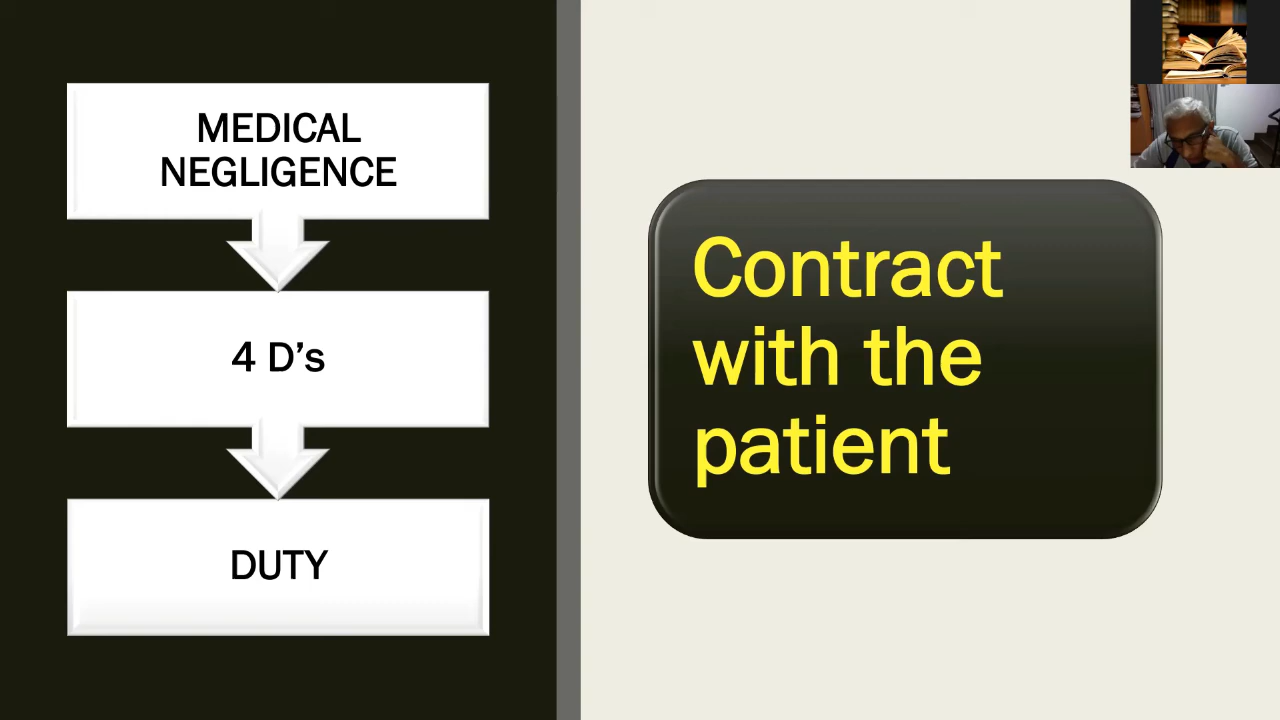 MEDICAL
NEGLIGENCE
4 D’s
DUTY
Contract
with the
patient